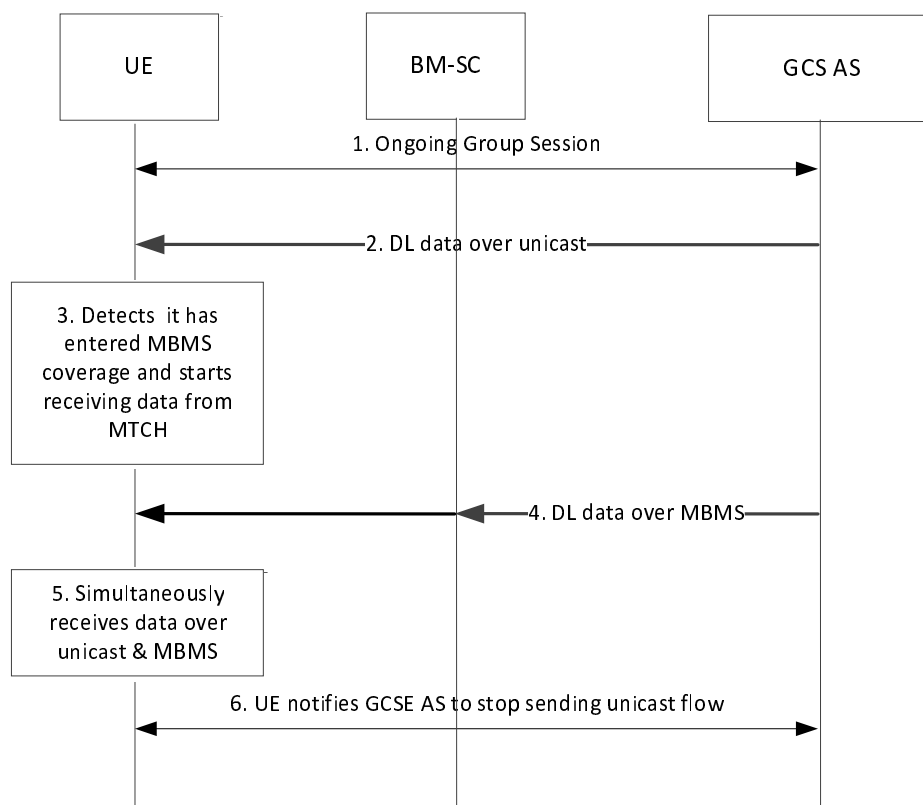 UE
BM-SC
GCS AS
1. Ongoing Group Session
2. DL data over unicast
3. Detects it has
entered MBMS
coverage and starts
receiving data from
MTCH
4. DL data over MBMS
5. Simultaneously
receives data over
unicast & MBMS
6. UE notifies GCSE AS to stop sending unicast flow